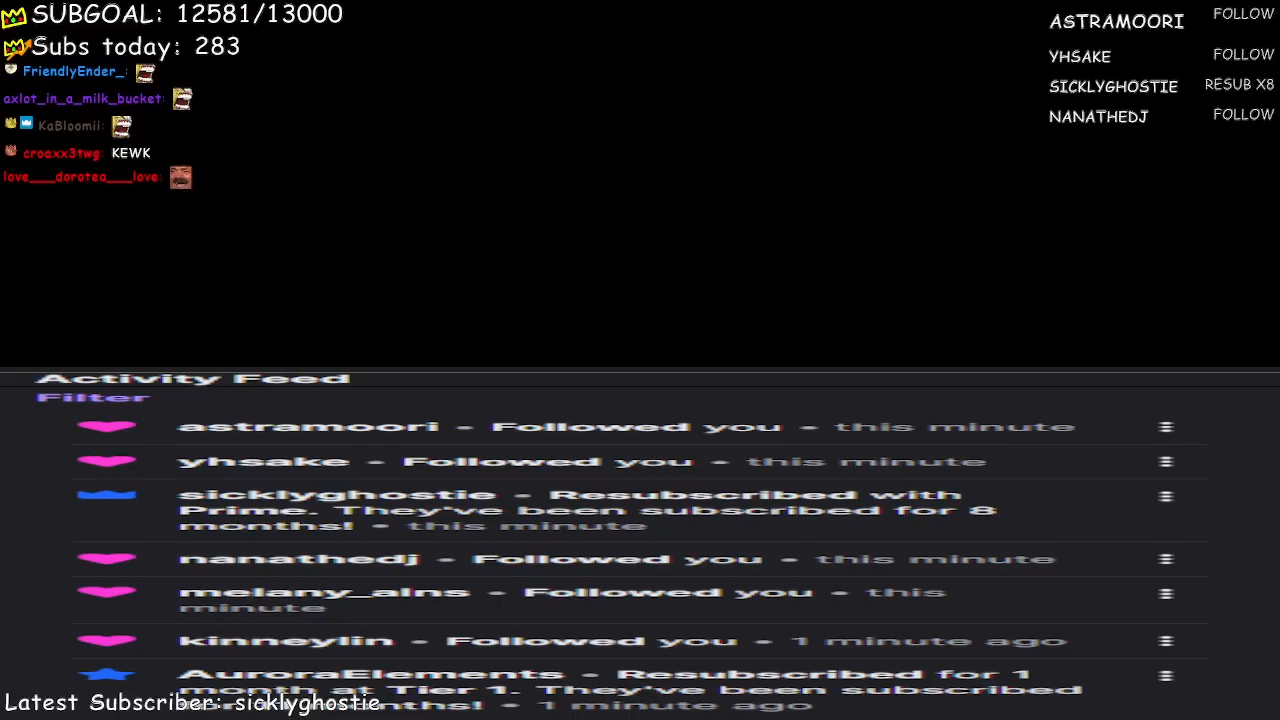 SUBGOAL: 12581/13000
Subs today: 283
FriendlyEnder_:
axlot_in_a_milk_bucket:
KaBloomii:
croaxx3twg: KEWK
love___dorotea___love:
ASTRAMOORI FOLLOW
YHSAKE FOLLOW
SICKLYGHOSTIE RESUB X8
NANATHEDJ FOLLOW
Activity Feed
Filter
astramoori - Followed you • this minute
yhsake - Followed you • this minute
sicklyghostie - Resubscribed with
Prime. They've been subscribed for 8
months! • this minute
nanathedj - Followed you • this minute
melany_alns - Followed you • this
minute
kinneylin - Followed you • 1 minute ago
AuroraElements - Resubscribed for 1
month at Tier 1. They've been subscribed
months! • 1 minute ago
Latest Subscriber: sicklyghostie